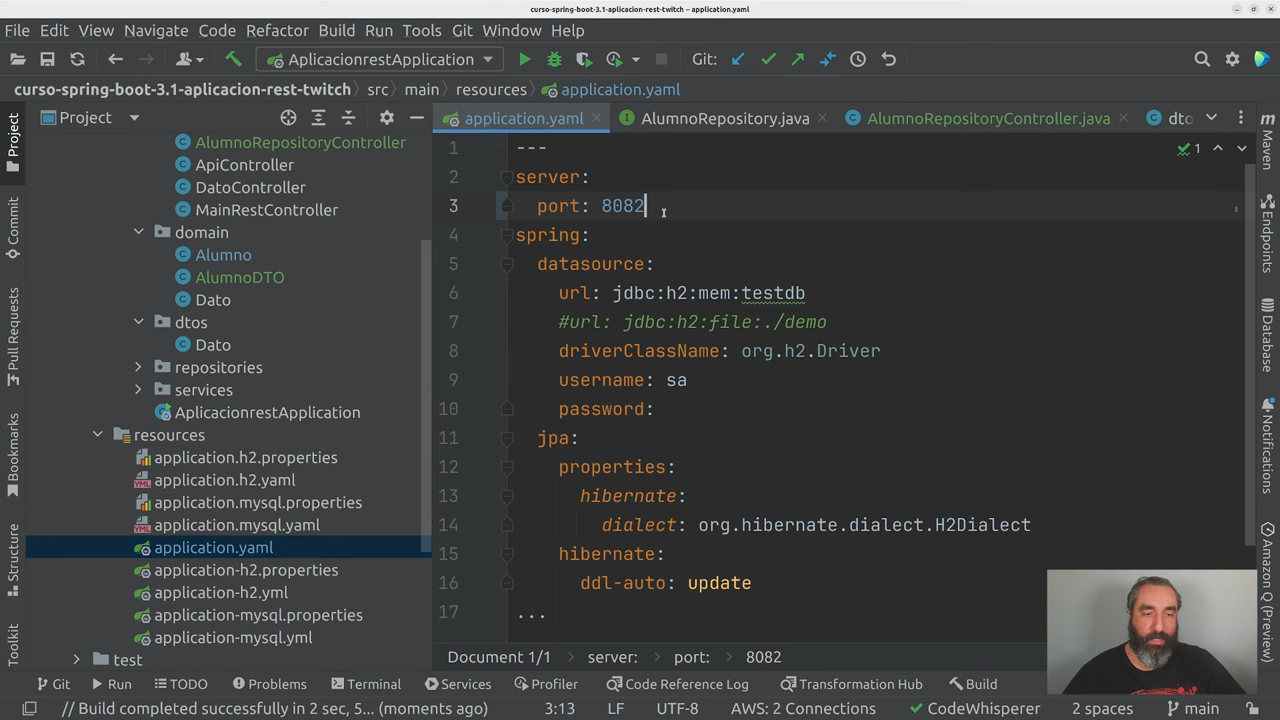 curso-spring-boot-3.1-aplicacion-rest-twitch – application.yaml
File Edit View Navigate Code Refactor Build Run Tools Git Window Help
AplicacionrestApplication Git:
curso-spring-boot-3.1-aplicacion-rest-twitch src main resources application.yaml
Project
application.yaml AlumnoRepository.java AlumnoRepositoryController.java dto
AlumnoRepositoryController
ApiController
DatoController
MainRestController
domain
Alumno
AlumnoDTO
Dato
dtos
Dato
repositories
services
AplicacionrestApplication
resources
application.h2.properties
application.h2.yaml
application.mysql.properties
application.mysql.yaml
application.yaml
application-h2.properties
application-h2.yml
application-mysql.properties
application-mysql.yml
test
1 ---
2 server:
3 port: 8082
4 spring:
5 datasource:
6 url: jdbc:h2:mem:testdb
7 #url: jdbc:h2:file:./demo
8 driverClassName: org.h2.Driver
9 username: sa
10 password:
11 jpa:
12 properties:
13 hibernate:
14 dialect: org.hibernate.dialect.H2Dialect
15 hibernate:
16 ddl-auto: update
17 ...
1
Document 1/1 server: port: 8082
Project
Commit
Pull Requests
Bookmarks
Structure
Toolkit
m
Maven
Endpoints
Database
Notifications
Amazon Q (Preview)
Git Run TODO Problems Terminal Services Profiler Code Reference Log Transformation Hub Build
// Build completed successfully in 2 sec, 5... (moments ago) 3:13 LF UTF-8 AWS: 2 Connections CodeWhisperer 2 spaces main